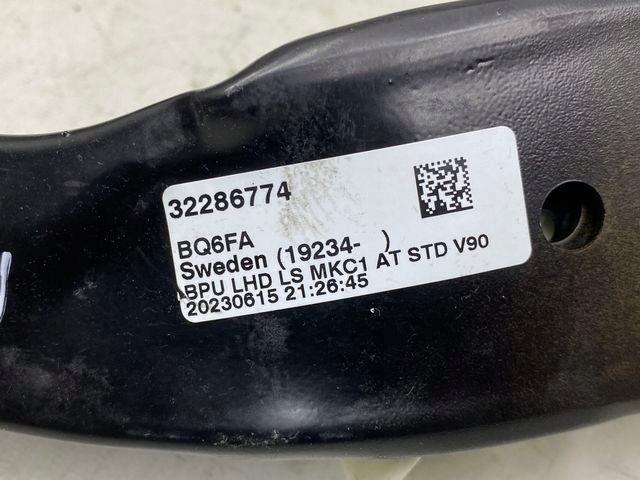 32286774
BQ6FA
Sweden (19234- )
BPU LHD LS MKC1 AT STD V90
20230615 21:26:45